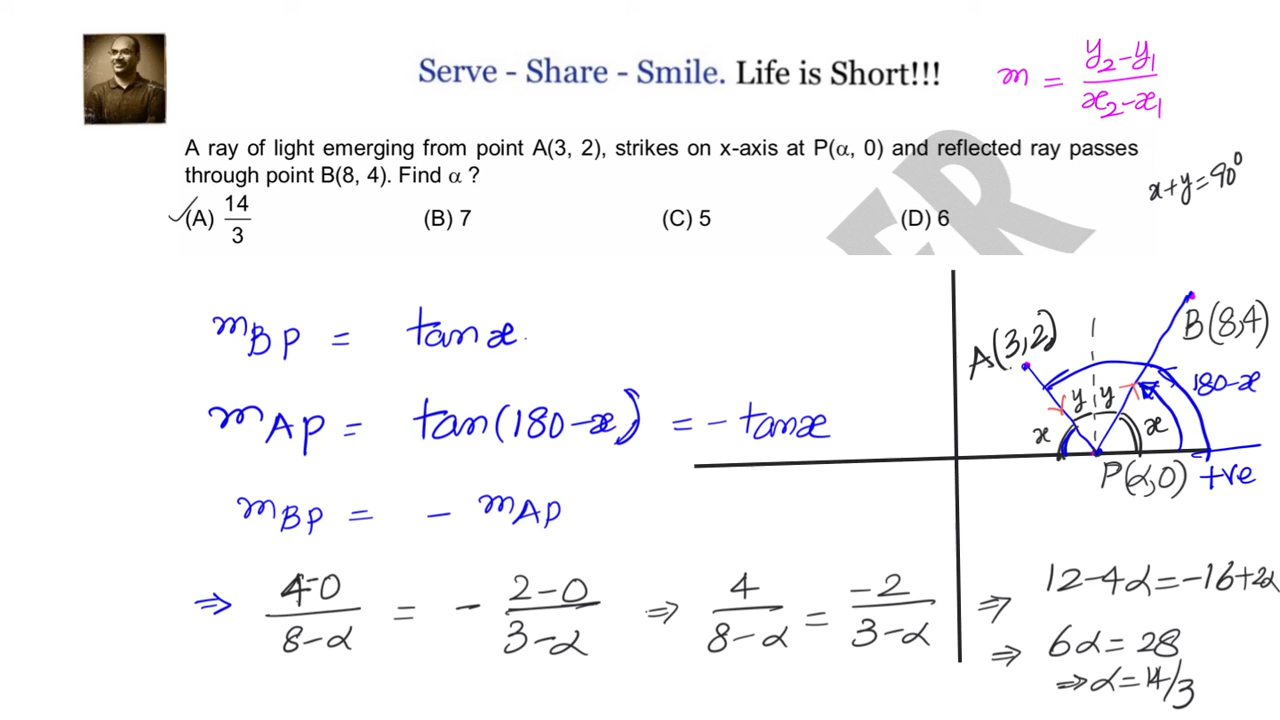 Serve - Share - Smile. Life is Short!!!
m = y₂-y₁ / x₂-x₁
A ray of light emerging from point A(3, 2), strikes on x-axis at P(α, 0) and reflected ray passes
through point B(8, 4). Find α ?
x+y=90⁰
(A) 14/3 (B) 7 (C) 5 (D) 6
m_BP = tan x.
m_AP = tan(180-x) = - tan x
m_BP = - m_AP
⇒ 4-0 / 8-α = - 2-0 / 3-α ⇒ 4 / 8-α = -2 / 3-α
⇒ 12-4α=-16+2α
⇒ 6α=28
⇒α=14/3
A(3,2)
B(8,4)
y y
180-x
x x
P(α,0) +ve